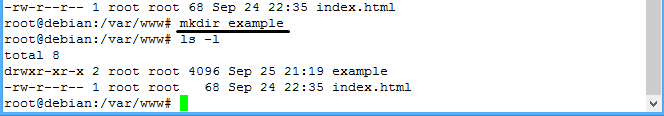 -rw-r--r-- 1 root root 68 Sep 24 22:35 index.html
root@debian:/var/www# mkdir example
root@debian:/var/www# ls -l
total 8
drwxr-xr-x 2 root root 4096 Sep 25 21:19 example
-rw-r--r-- 1 root root   68 Sep 24 22:35 index.html
root@debian:/var/www#